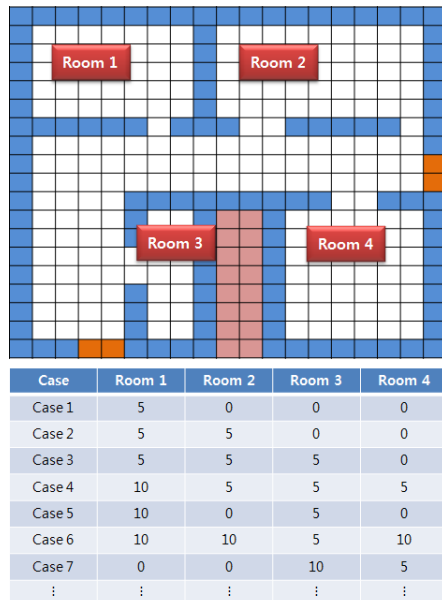 Room 1
Room 2
Room 3
Room 4
Case Room 1 Room 2 Room 3 Room 4
Case 1 5 0 0 0
Case 2 5 5 0 0
Case 3 5 5 5 0
Case 4 10 5 5 5
Case 5 10 0 5 0
Case 6 10 10 5 10
Case 7 0 0 10 5
⋮ ⋮ ⋮ ⋮ ⋮